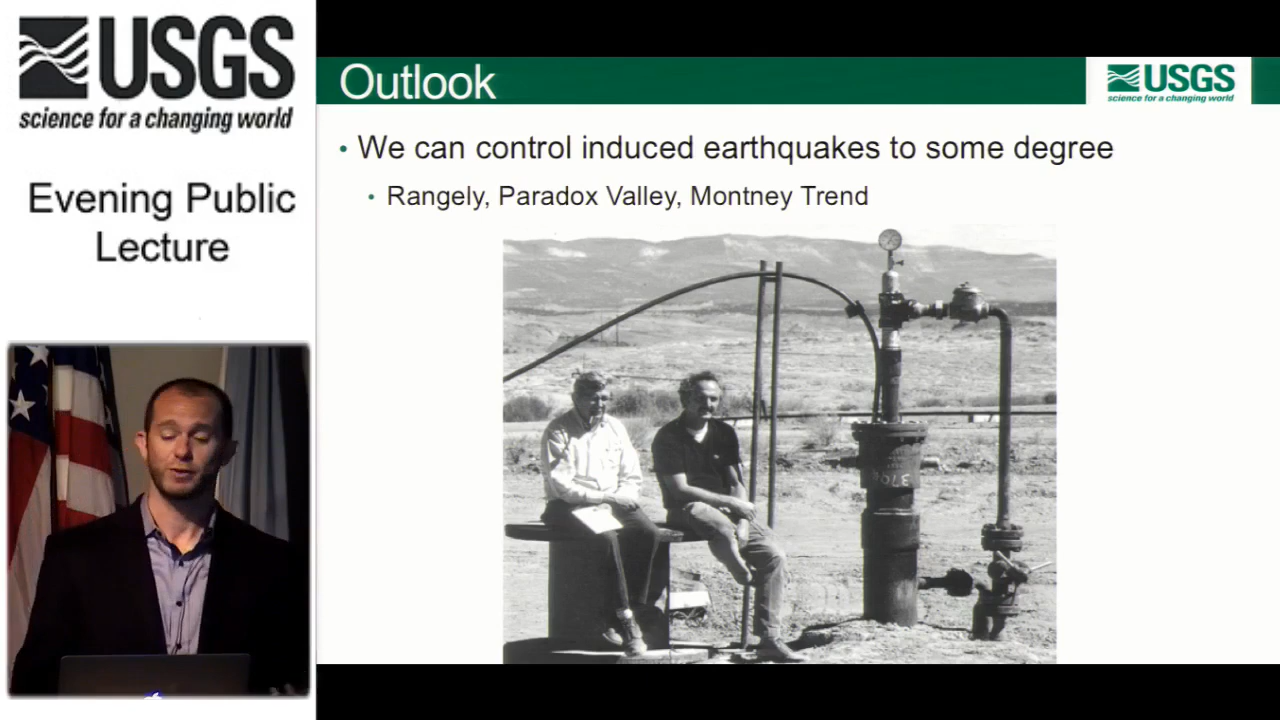 USGS
science for a changing world
Evening Public
Lecture
Outlook
USGS
science for a changing world
We can control induced earthquakes to some degree
Rangely, Paradox Valley, Montney Trend